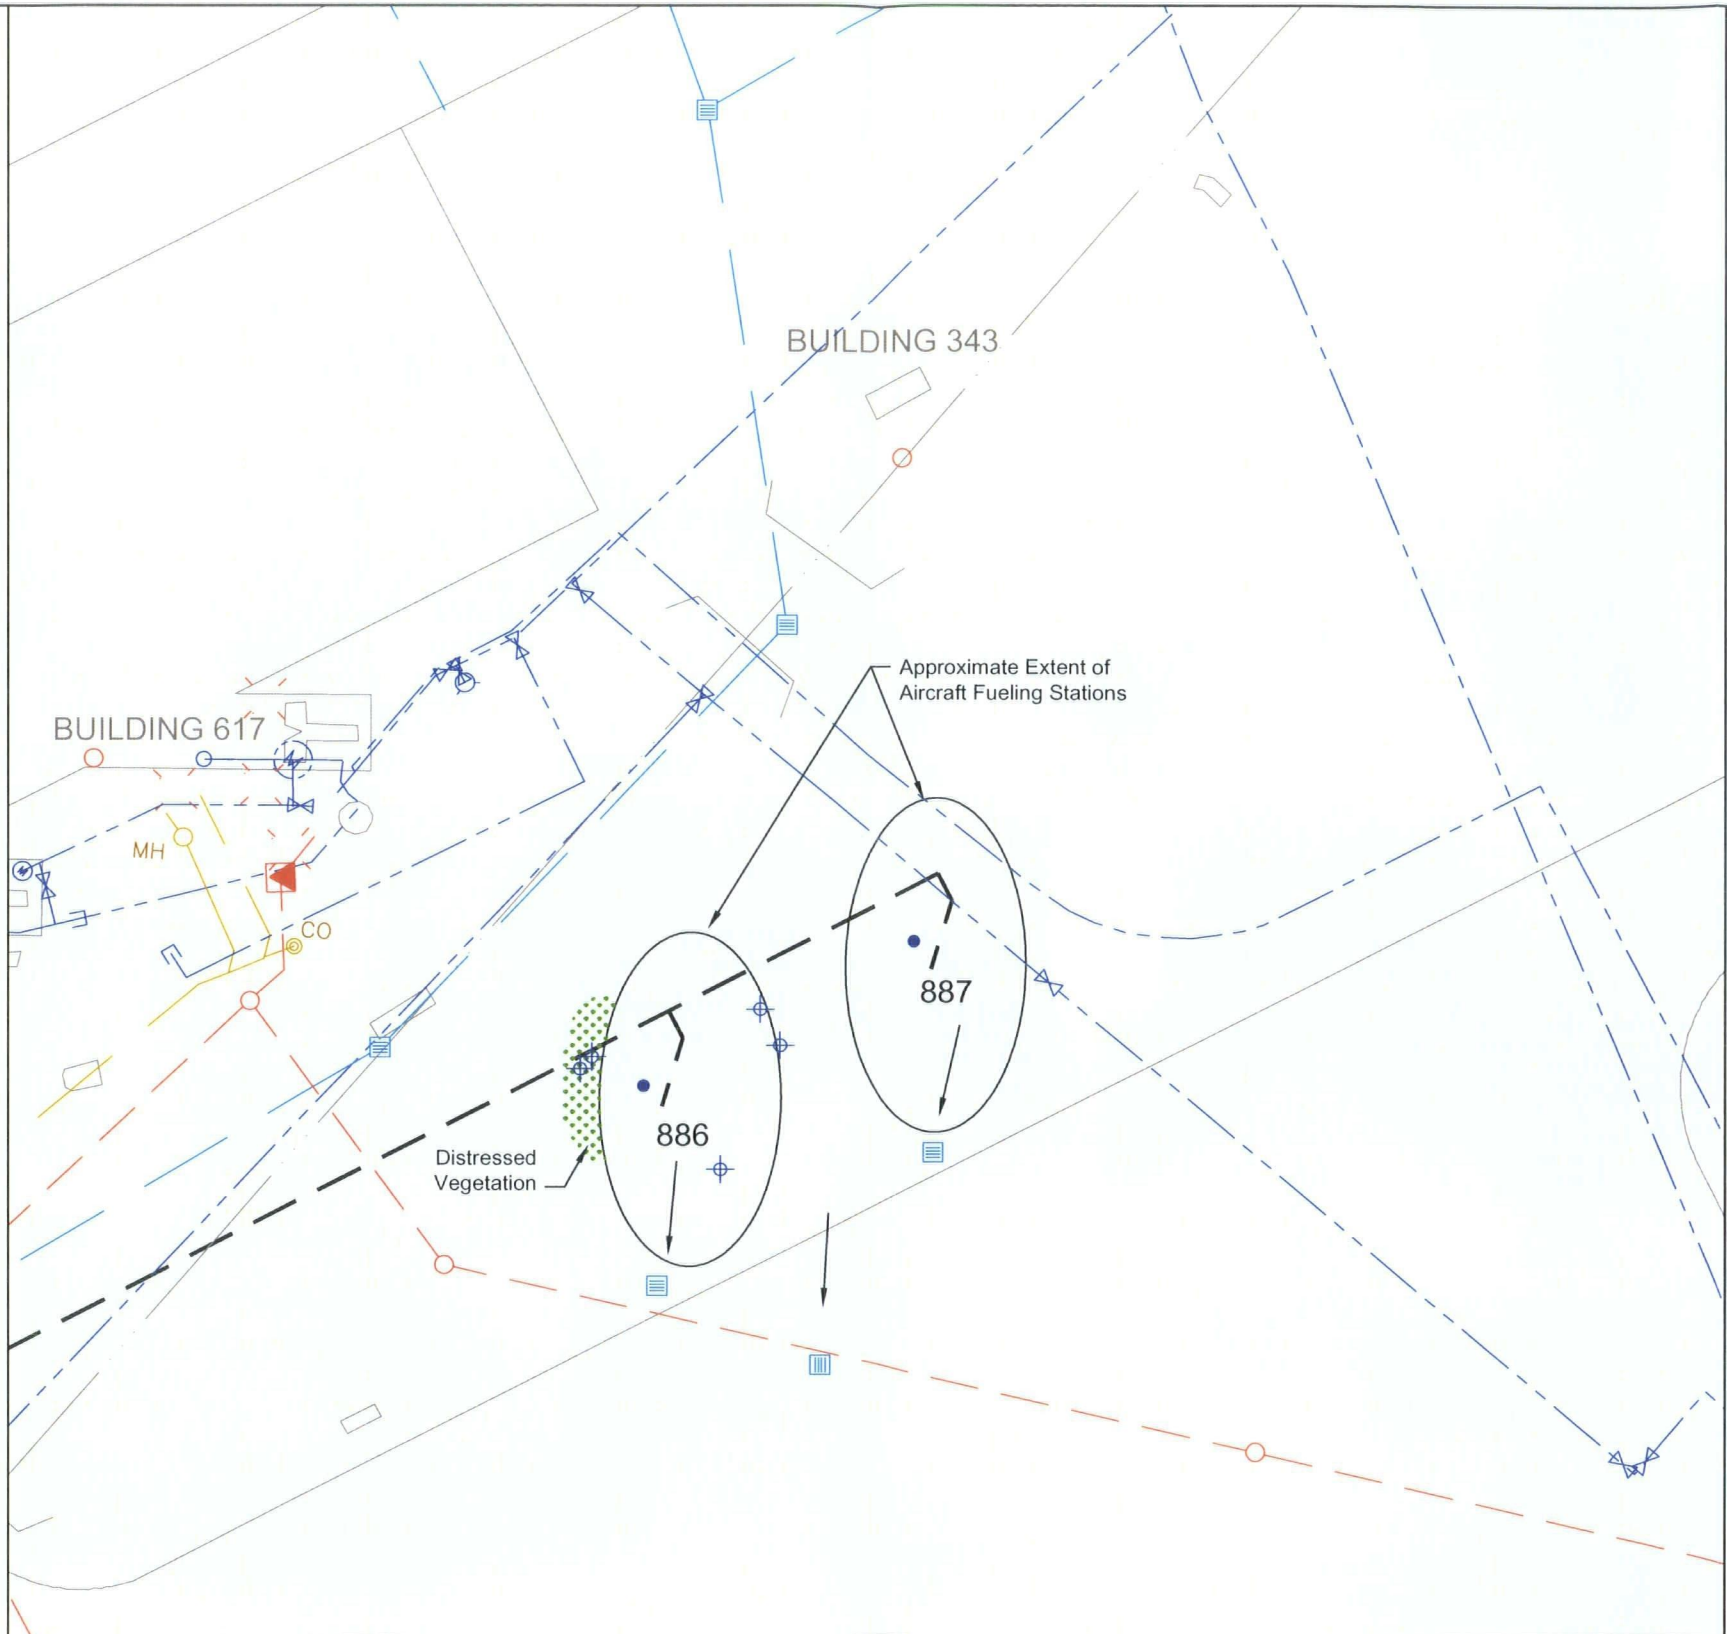 BUILDING 343
Approximate Extent of
Aircraft Fueling Stations
BUILDING 617
MH
CO
887
886
Distressed
Vegetation